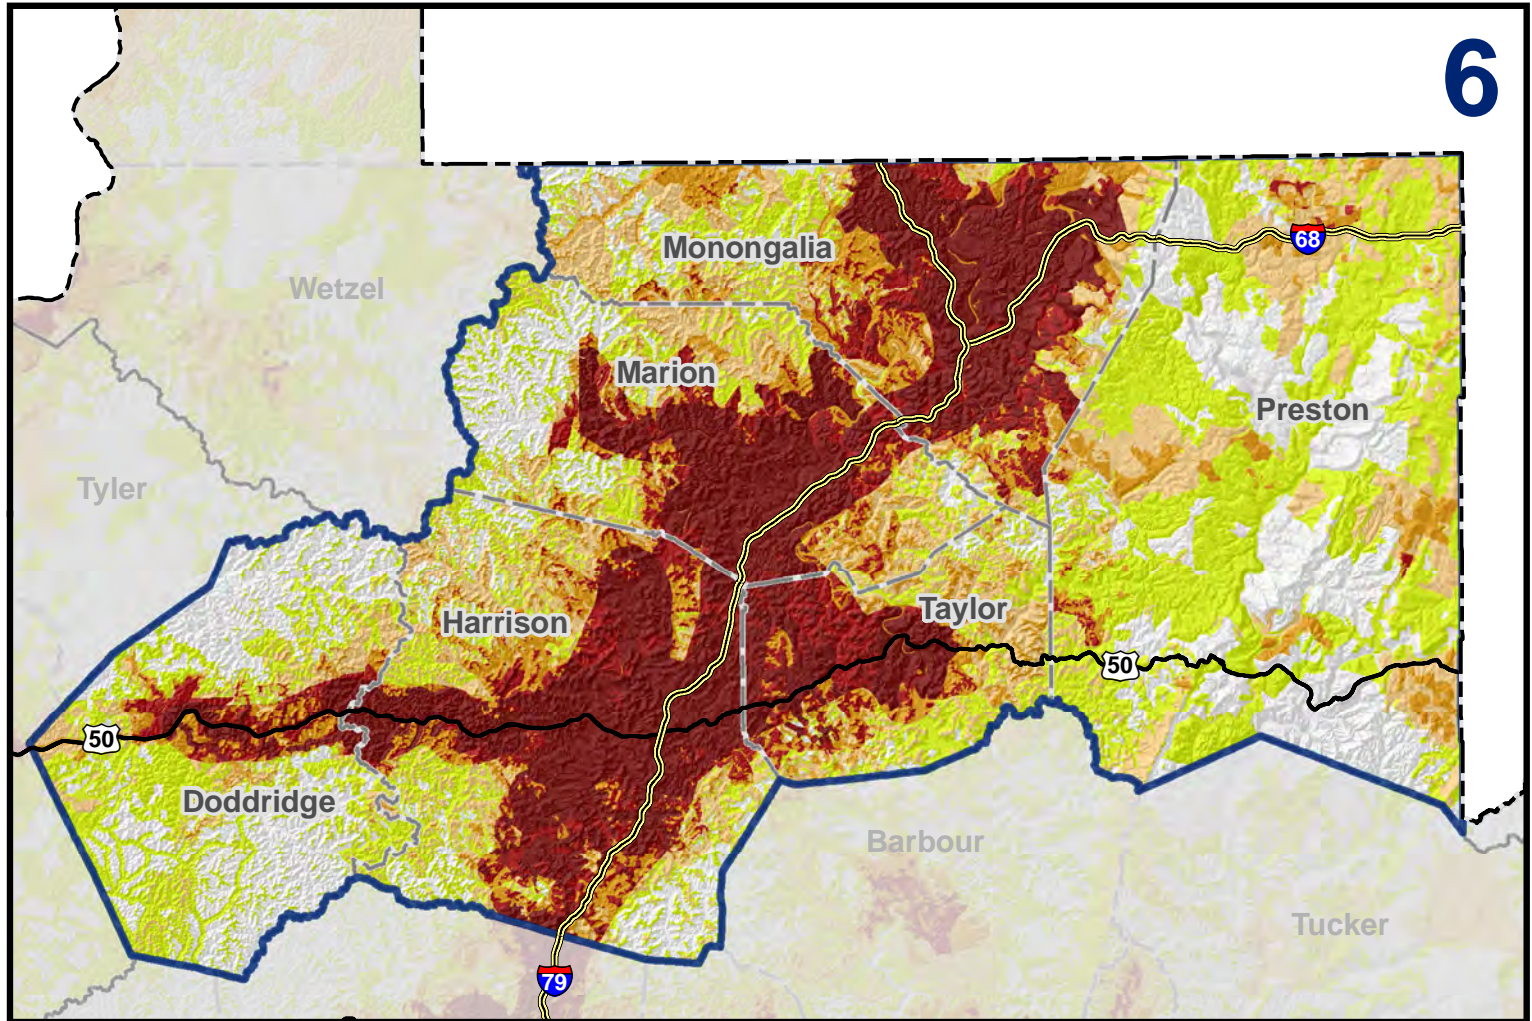 6
Monongalia
68
Wetzel
Marion
Preston
Tyler
Harrison
Taylor
50
50
Doddridge
Barbour
Tucker
79